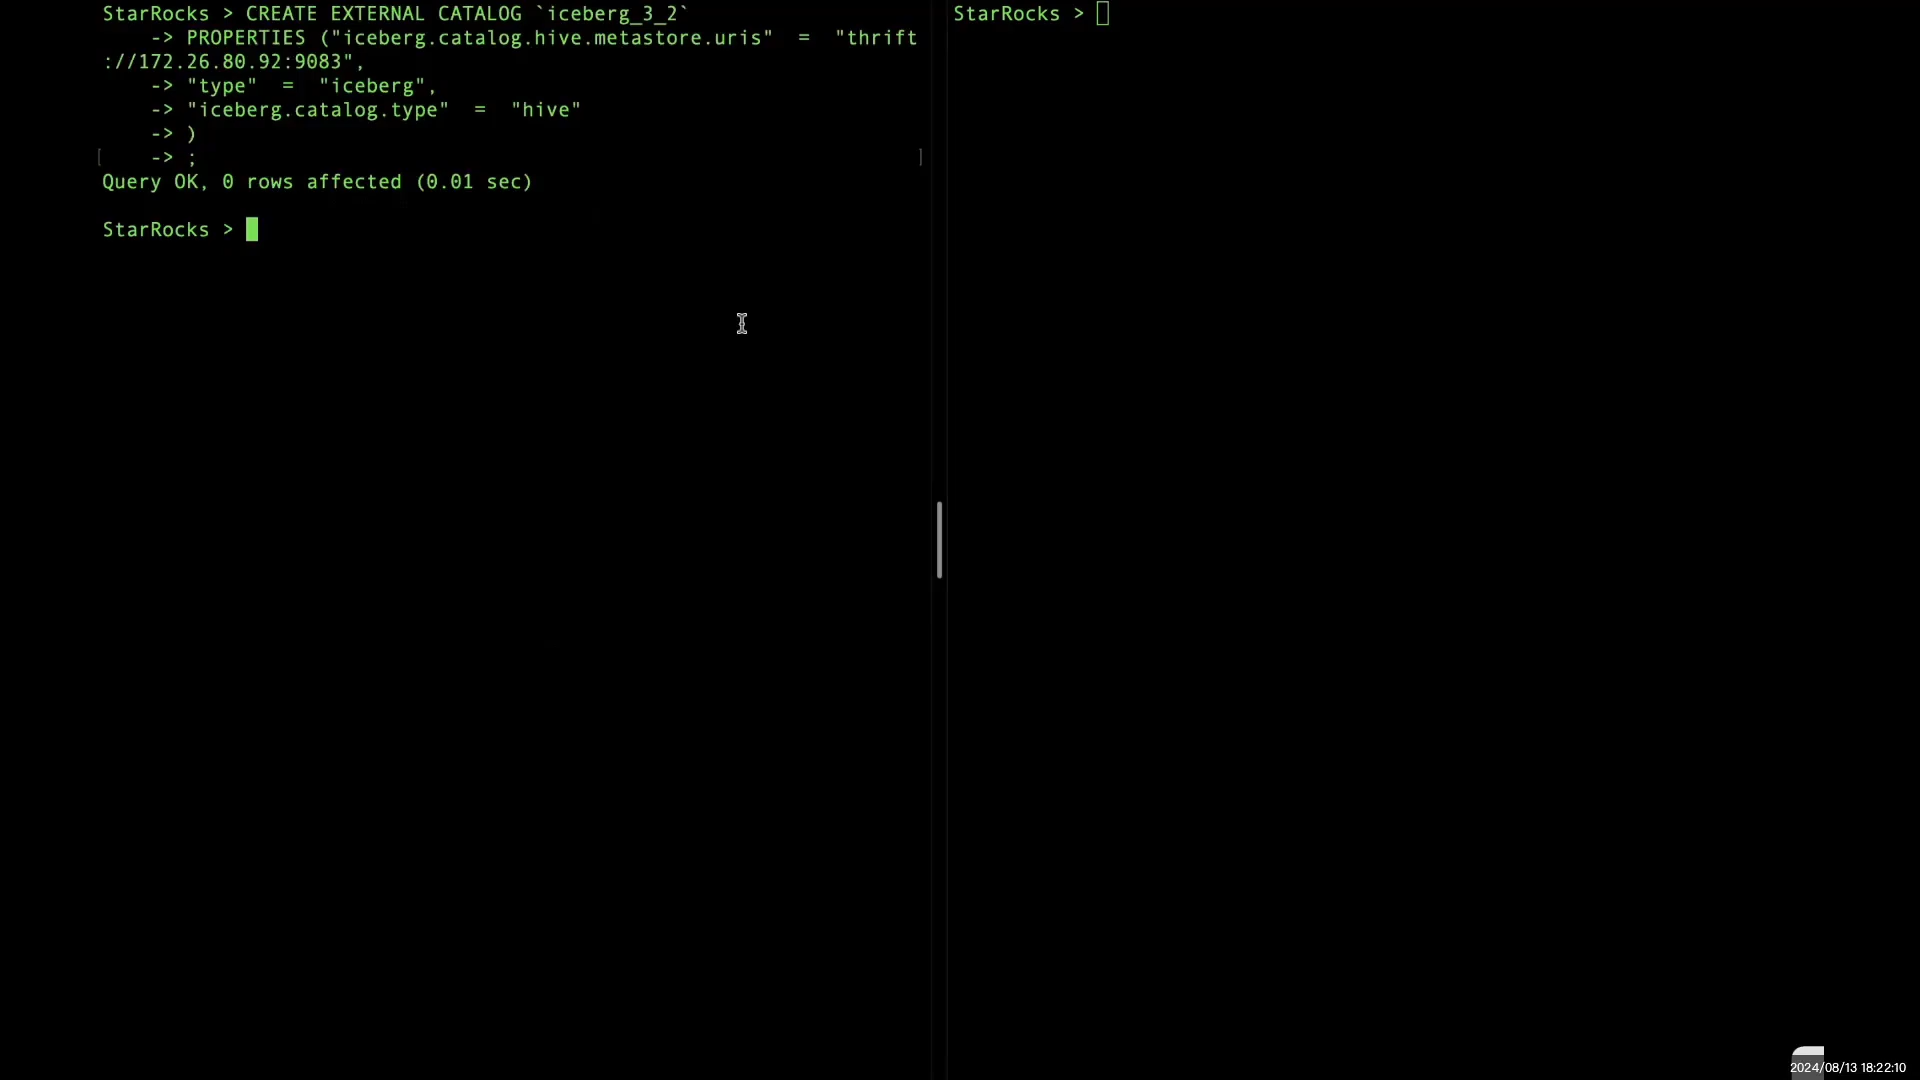 StarRocks > CREATE EXTERNAL CATALOG `iceberg_3_2`
    -> PROPERTIES ("iceberg.catalog.hive.metastore.uris"  =  "thrift
://172.26.80.92:9083",
    -> "type"  =  "iceberg",
    -> "iceberg.catalog.type"  =  "hive"
    -> )
[    -> ; ]
Query OK, 0 rows affected (0.01 sec)
StarRocks >
StarRocks >
2024/08/13 18:22:10